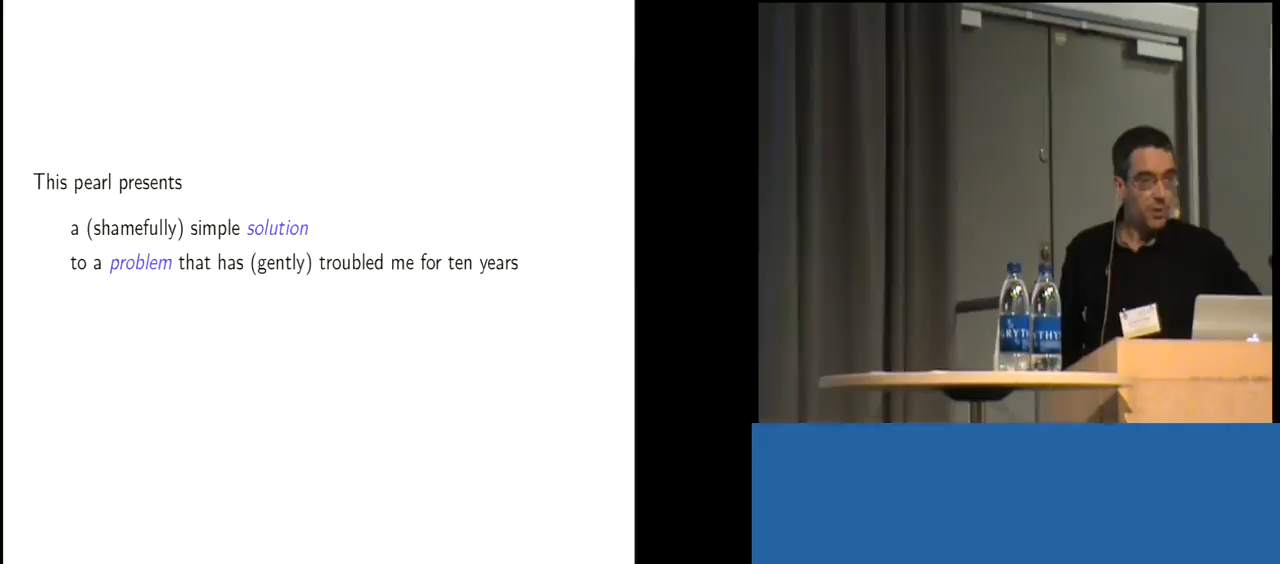 This pearl presents
a (shamefully) simple solution
to a problem that has (gently) troubled me for ten years